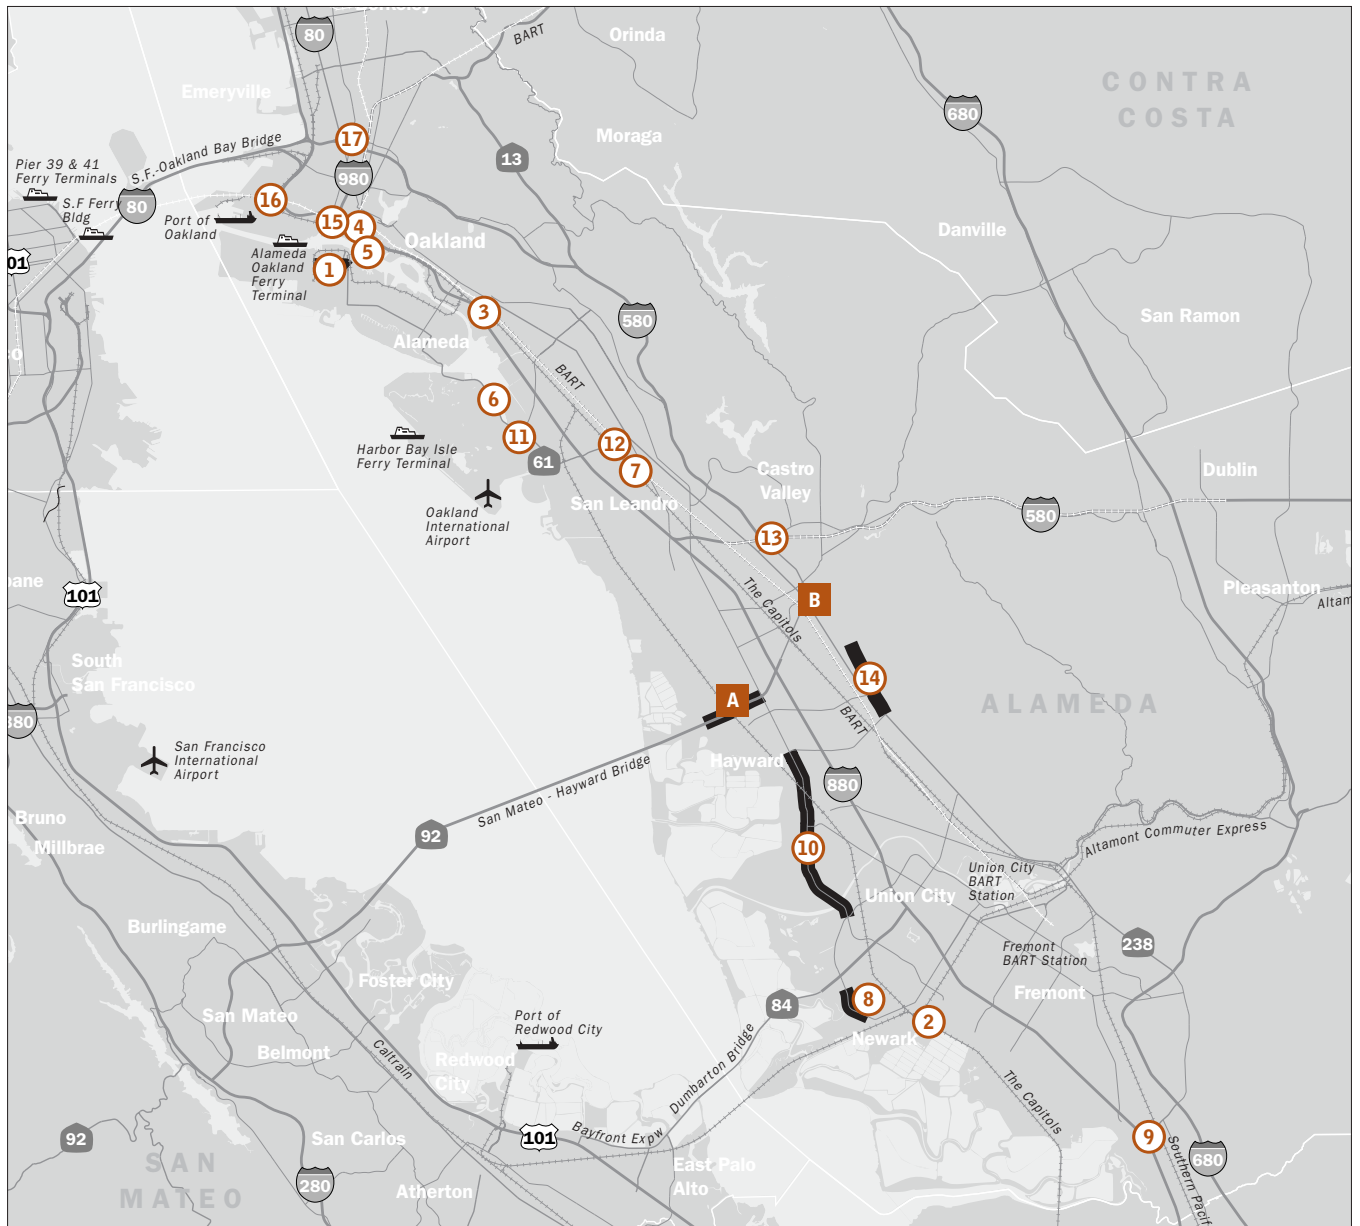 80
BART
Orinda
CONTRA
COSTA
Emeryville
680
S.F.-Oakland Bay Bridge
17
Moraga
13
Pier 39 & 41
Ferry Terminals
980
S.F Ferry
Bldg
80
16
Port of
Oakland
15
4
Oakland
Danville
5
Alameda
Oakland
Ferry
Terminal
1
01
3
580
San Ramon
Alameda
BART
6
11
Harbor Bay Isle
Ferry Terminal
61
12
7
Castro
Valley
Dublin
San Leandro
Oakland
International
Airport
580
13
101
The Capitols
B
Pleasanton
South
San Francisco
14
A
ALAMEDA
BART
San Francisco
International
Airport
Hayward
San Mateo - Hayward Bridge
880
Bruno
Millbrae
92
10
Altamont Commuter Express
Union City
BART
Station
Union City
Burlingame
238
Fremont
BART Station
Foster City
84
8
Fremont
San Mateo
2
Newark
Port of
Redwood City
Belmont
Caltrain
Redwood
City
Dumbarton Bridge
The Capitols
92
San Carlos
101
Bayfront Expw
9
Southern Pacif
680
SAN
MATEO
280
Atherton
East Palo
Alto